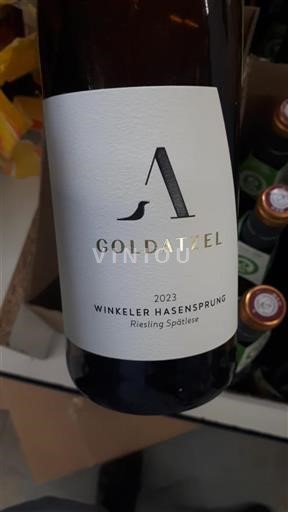 A
GOLDATZEL
VINIOU
2023
WINKELER HASENSPRUNG
Riesling Spätlese